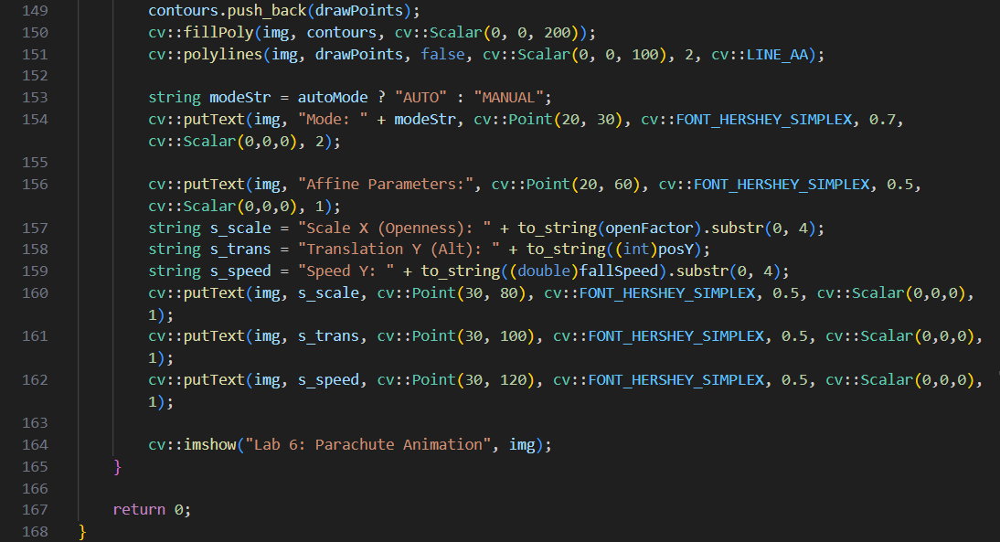 149 contours.push_back(drawPoints);
150 cv::fillPoly(img, contours, cv::Scalar(0, 0, 200));
151 cv::polylines(img, drawPoints, false, cv::Scalar(0, 0, 100), 2, cv::LINE_AA);
152
153 string modeStr = autoMode ? "AUTO" : "MANUAL";
154 cv::putText(img, "Mode: " + modeStr, cv::Point(20, 30), cv::FONT_HERSHEY_SIMPLEX, 0.7,
cv::Scalar(0,0,0), 2);
155
156 cv::putText(img, "Affine Parameters:", cv::Point(20, 60), cv::FONT_HERSHEY_SIMPLEX, 0.5,
cv::Scalar(0,0,0), 1);
157 string s_scale = "Scale X (Openness): " + to_string(openFactor).substr(0, 4);
158 string s_trans = "Translation Y (Alt): " + to_string((int)posY);
159 string s_speed = "Speed Y: " + to_string((double)fallSpeed).substr(0, 4);
160 cv::putText(img, s_scale, cv::Point(30, 80), cv::FONT_HERSHEY_SIMPLEX, 0.5, cv::Scalar(0,0,0),
1);
161 cv::putText(img, s_trans, cv::Point(30, 100), cv::FONT_HERSHEY_SIMPLEX, 0.5, cv::Scalar(0,0,0),
1);
162 cv::putText(img, s_speed, cv::Point(30, 120), cv::FONT_HERSHEY_SIMPLEX, 0.5, cv::Scalar(0,0,0),
1);
163
164 cv::imshow("Lab 6: Parachute Animation", img);
165 }
166
167 return 0;
168 }